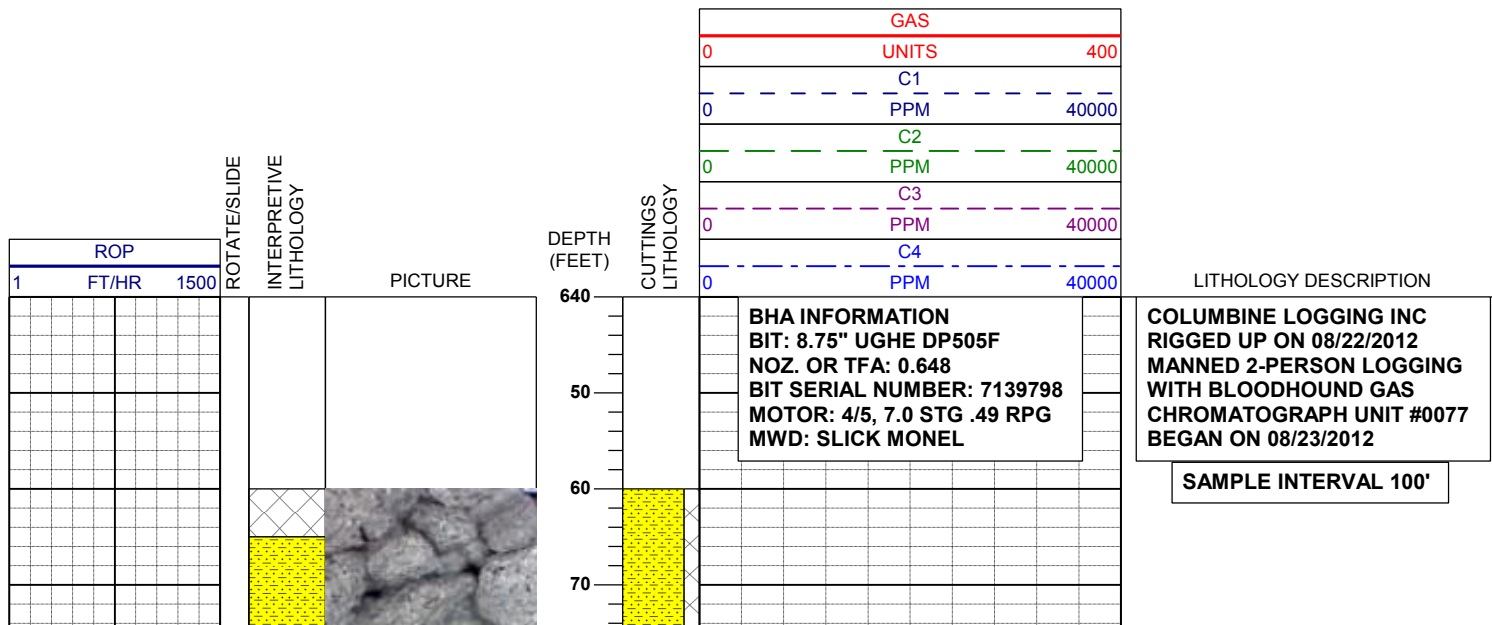 GAS
0 UNITS 400
C1
0 PPM 40000
C2
0 PPM 40000
C3
0 PPM 40000
C4
0 PPM 40000
ROP
1 FT/HR 1500
ROTATE/SLIDE
INTERPRETIVE
LITHOLOGY
PICTURE
DEPTH
(FEET)
CUTTINGS
LITHOLOGY
LITHOLOGY DESCRIPTION
640
50
60
70
BHA INFORMATION
BIT: 8.75" UGHE DP505F
NOZ. OR TFA: 0.648
BIT SERIAL NUMBER: 7139798
MOTOR: 4/5, 7.0 STG .49 RPG
MWD: SLICK MONEL
COLUMBINE LOGGING INC
RIGGED UP ON 08/22/2012
MANNED 2-PERSON LOGGING
WITH BLOODHOUND GAS
CHROMATOGRAPH UNIT #0077
BEGAN ON 08/23/2012
SAMPLE INTERVAL 100'